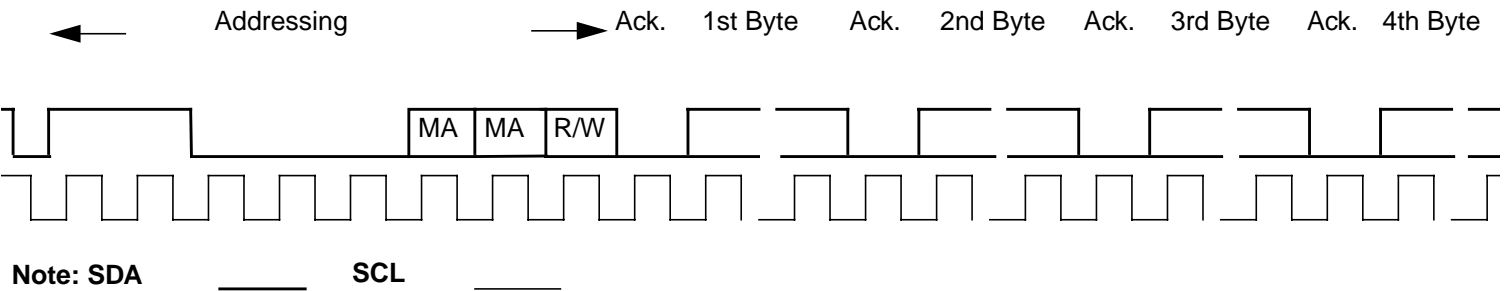 Addressing Ack. 1st Byte Ack. 2nd Byte Ack. 3rd Byte Ack. 4th Byte
MA MA R/W
Note: SDA SCL